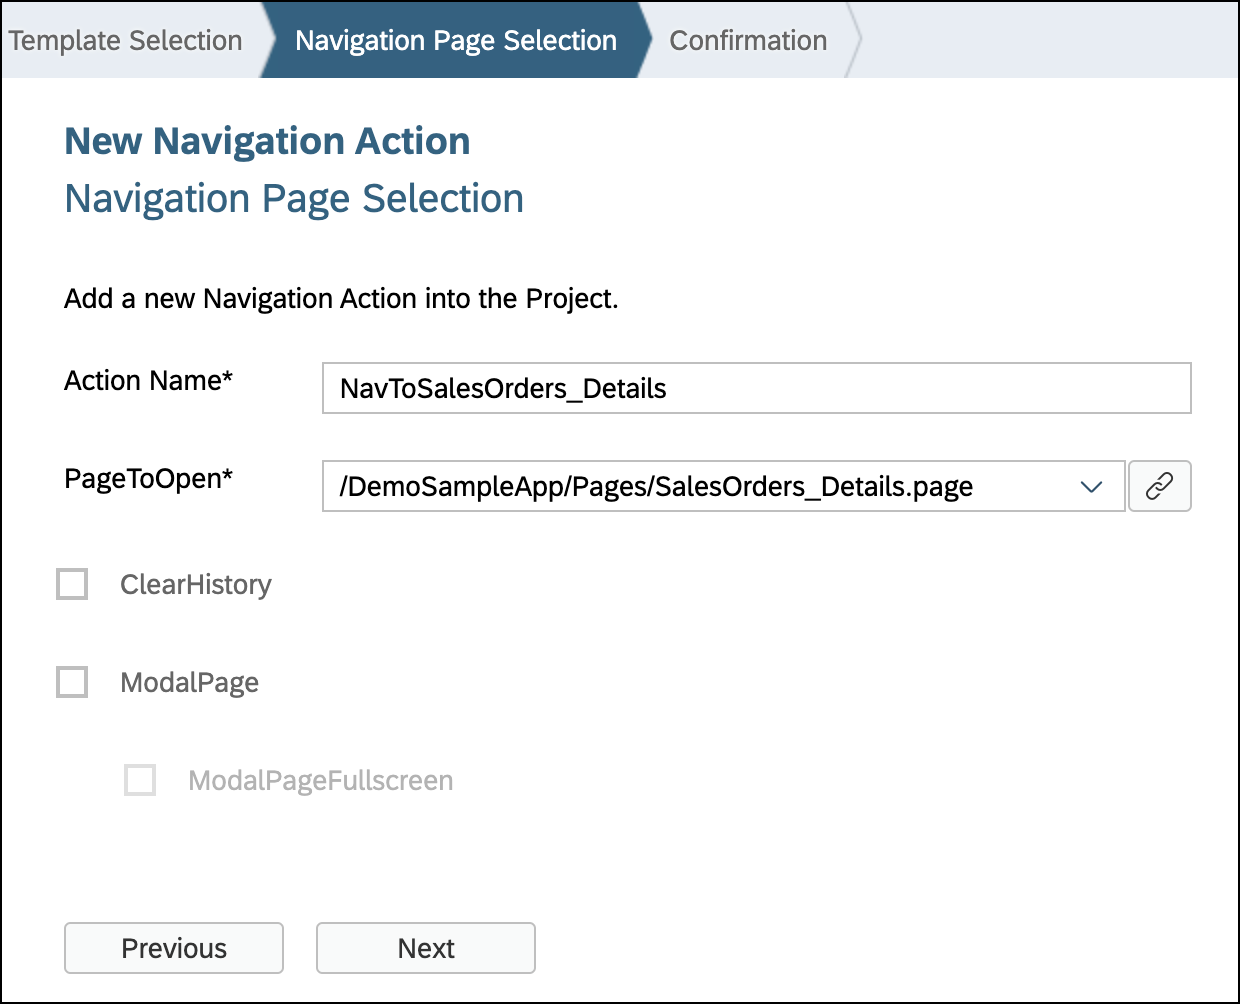 Template Selection
Navigation Page Selection
Confirmation
New Navigation Action
Navigation Page Selection
Add a new Navigation Action into the Project.
Action Name*
NavToSalesOrders_Details
PageToOpen*
/DemoSampleApp/Pages/SalesOrders_Details.page
ClearHistory
ModalPage
ModalPageFullscreen
Previous
Next